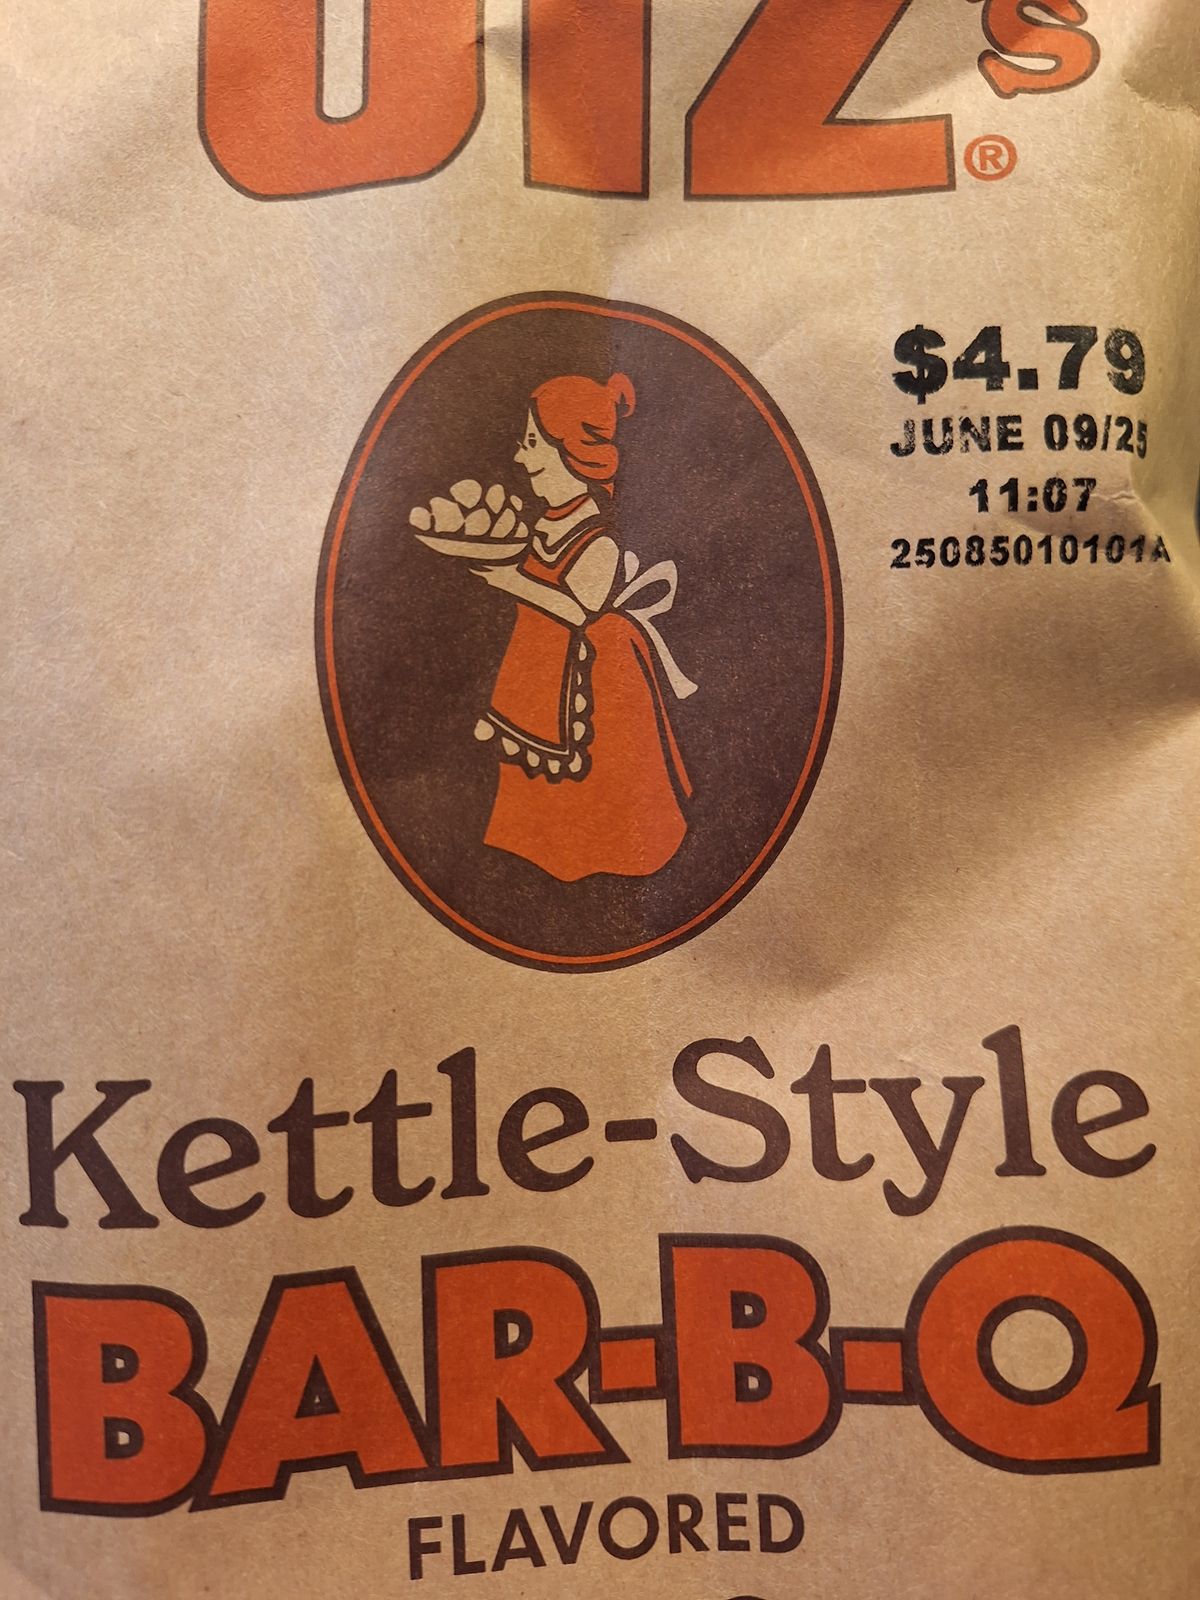 UTZ's®
$4.79
JUNE 09/25
11:07
25085010101A
Kettle-Style
BAR-B-Q
FLAVORED